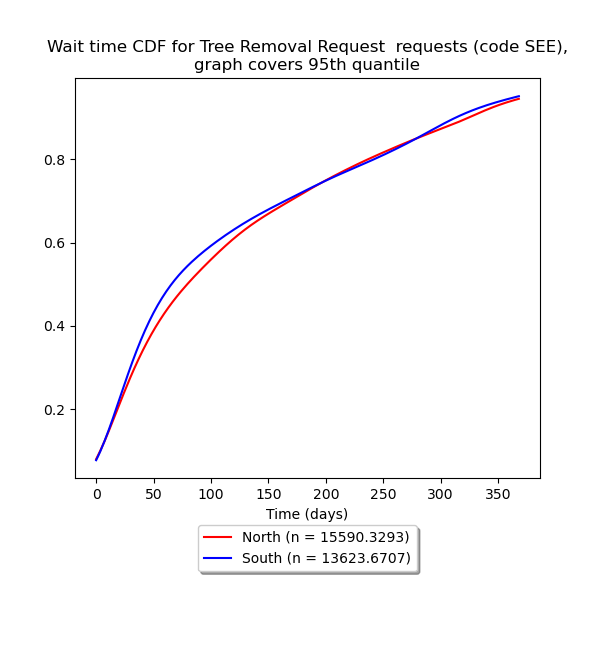 Wait time CDF for Tree Removal Request  requests (code SEE),
graph covers 95th quantile
0.8
0.6
0.4
0.2
0 50 100 150 200 250 300 350
Time (days)
North (n = 15590.3293)
South (n = 13623.6707)